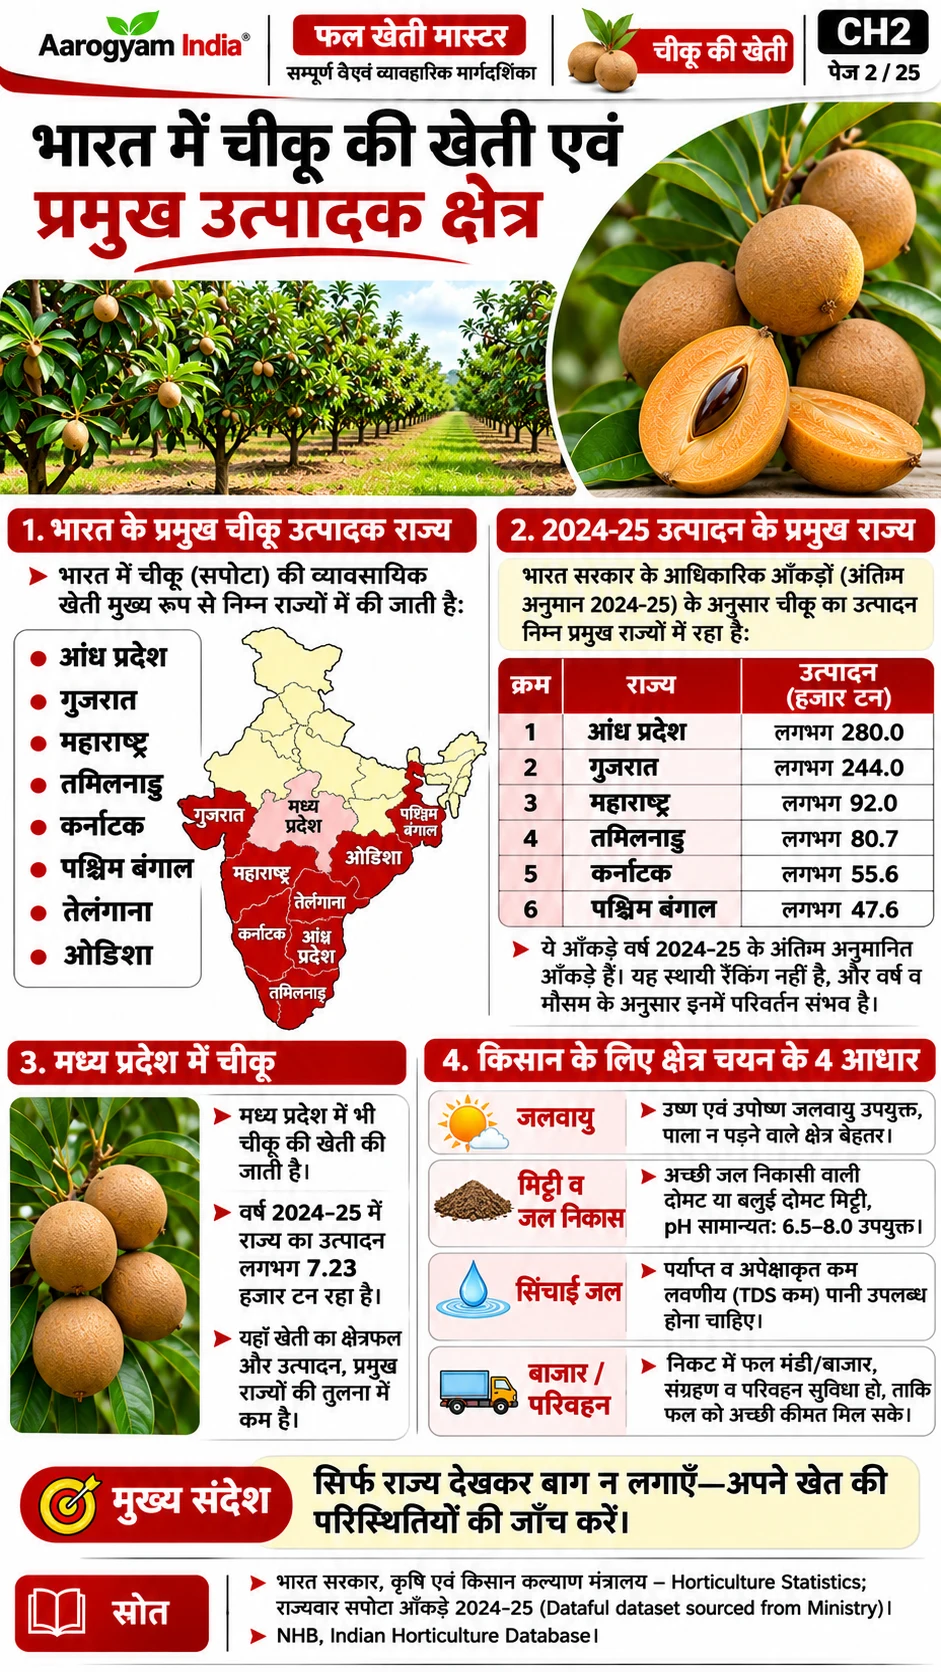 Aarogyam India®
फल खेती मास्टर
सम्पूर्ण वैएवं व्यावहारिक मार्गदर्शिका
चीकू की खेती
CH2
पेज 2 / 25
भारत में चीकू की खेती एवं
प्रमुख उत्पादक क्षेत्र
1. भारत के प्रमुख चीकू उत्पादक राज्य
➤ भारत में चीकू (सपोटा) की व्यावसायिक
खेती मुख्य रूप से निम्न राज्यों में की जाती है:
● आंध प्रदेश
● गुजरात
● महाराष्ट्र
● तमिलनाडु
● कर्नाटक
● पश्चिम बंगाल
● तेलंगाना
● ओडिशा
गुजरात
मध्य
प्रदेश
पश्चिम
बंगाल
ओडिशा
महाराष्ट्र
तेलंगाना
कर्नाटक
आंध्र
प्रदेश
तमिलनाडु
2. 2024-25 उत्पादन के प्रमुख राज्य
भारत सरकार के आधिकारिक आँकड़ों (अंतिम
अनुमान 2024-25) के अनुसार चीकू का उत्पादन
निम्न प्रमुख राज्यों में रहा है:
क्रम राज्य उत्पादन
(हजार टन)
1 आंध प्रदेश लगभग 280.0
2 गुजरात लगभग 244.0
3 महाराष्ट्र लगभग 92.0
4 तमिलनाडु लगभग 80.7
5 कर्नाटक लगभग 55.6
6 पश्चिम बंगाल लगभग 47.6
➤ ये आँकड़े वर्ष 2024-25 के अंतिम अनुमानित
आँकड़े हैं। यह स्थायी रैंकिंग नहीं है, और वर्ष व
मौसम के अनुसार इनमें परिवर्तन संभव है।
3. मध्य प्रदेश में चीकू
➤ मध्य प्रदेश में भी
चीकू की खेती की
जाती है।
➤ वर्ष 2024-25 में
राज्य का उत्पादन
लगभग 7.23
हजार टन रहा है।
➤ यहाँ खेती का क्षेत्रफल
और उत्पादन, प्रमुख
राज्यों की तुलना में
कम है।
4. किसान के लिए क्षेत्र चयन के 4 आधार
जलवायु
➤ उष्ण एवं उपोष्ण जलवायु उपयुक्त,
पाला न पड़ने वाले क्षेत्र बेहतर।
मिट्टी व
जल निकास
➤ अच्छी जल निकासी वाली
दोमट या बलुई दोमट मिट्टी,
pH सामान्यत: 6.5–8.0 उपयुक्त।
सिंचाई जल
➤ पर्याप्त व अपेक्षाकृत कम
लवणीय (TDS कम) पानी उपलब्ध
होना चाहिए।
बाजार /
परिवहन
➤ निकट में फल मंडी/बाजार,
संग्रहण व परिवहन सुविधा हो, ताकि
फल को अच्छी कीमत मिल सके।
मुख्य संदेश
सिर्फ राज्य देखकर बाग न लगाएँ—अपने खेत की
परिस्थितियों की जाँच करें।
स्रोत
➤ भारत सरकार, कृषि एवं किसान कल्याण मंत्रालय – Horticulture Statistics;
राज्यवार सपोटा आँकड़े 2024-25 (Dataful dataset sourced from Ministry)।
➤ NHB, Indian Horticulture Database।